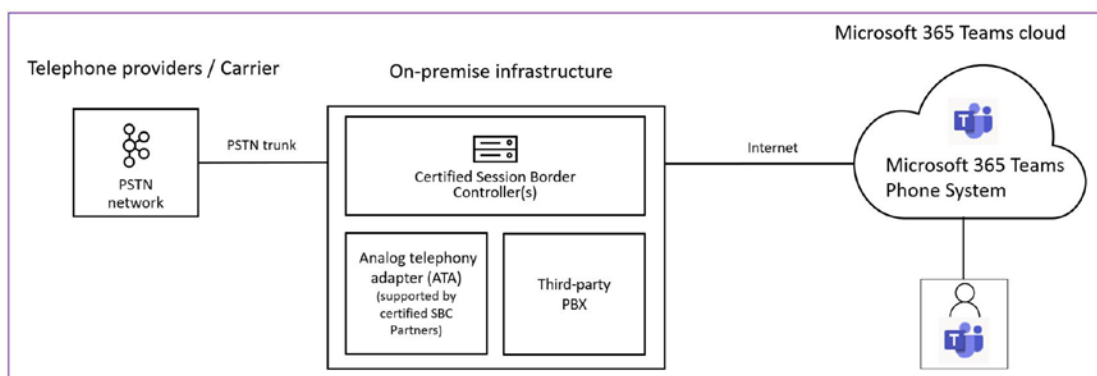 Microsoft 365 Teams cloud
Telephone providers / Carrier
On-premise infrastructure
PSTN trunk
Internet
PSTN
network
Certified Session Border
Controller(s)
Microsoft 365 Teams
Phone System
Analog telephony
adapter (ATA)
(supported by
certified SBC
Partners)
Third-party
PBX